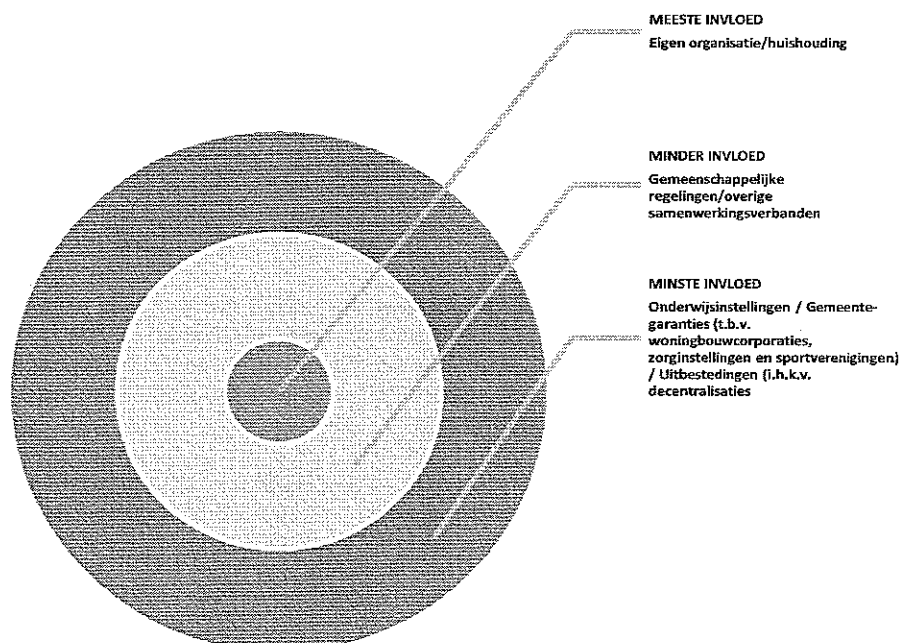 MEESTE INVLOED
Eigen organisatie/huishouding
MINDER INVLOED
Gemeenschappelijke
regelingen/overige
samenwerkingsverbanden
MINSTE INVLOED
Onderwijsinstellingen / Gemeente-
garanties (t.b.v.
woningbouwcorporaties,
zorginstellingen en sportverenigingen)
/ Uitbestedingen (i.h.k.v.
decentralisaties